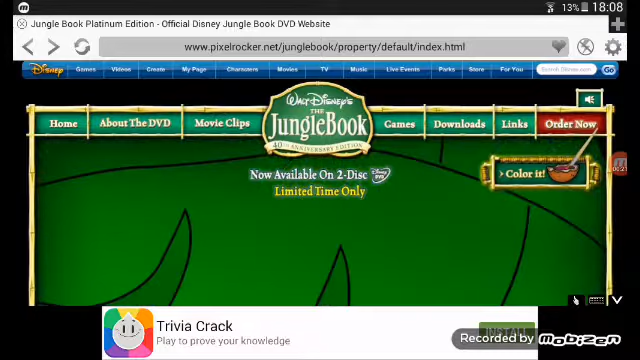 13% 18:08
Jungle Book Platinum Edition - Official Disney Jungle Book DVD Website
www.pixelrocker.net/junglebook/property/default/index.html
Disney Games Videos Create My Page Characters Movies TV Music Live Events Parks Store For You Search Disney.com Go
Walt Disney's
Home About The DVD Movie Clips The Jungle Book Games Downloads Links Order Now
40th Anniversary Edition
Now Available On 2-Disc Disney DVD
Limited Time Only
> Color it!
Trivia Crack
Play to prove your knowledge
INSTALL
Recorded by MOBIZEN